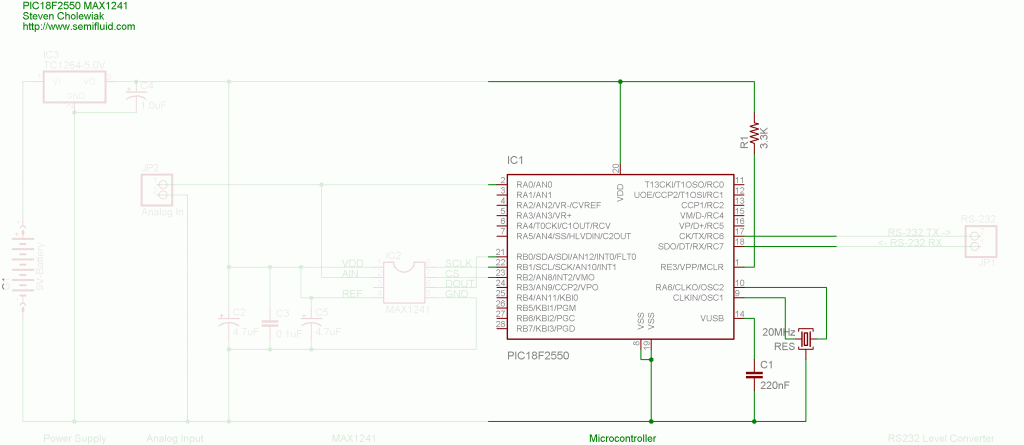 PIC18F2550 MAX1241
Steven Cholewiak
http://www.semifluid.com
IC3
TC1264-5.0V
VI VO
GND
C4
1.0uF
JP2
Analog In
G1
9V Battery
VDD
AIN
REF
IC2
MAX1241
SCLK
CS
DOUT
GND
C2
4.7uF
C3
0.1uF
C5
4.7uF
IC1
PIC18F2550
20
VDD
2 RA0/AN0
3 RA1/AN1
4 RA2/AN2/VR-/CVREF
5 RA3/AN3/VR+
6 RA4/T0CK/C1OUT/RCV
7 RA5/AN4/SS/HLVDIN/C2OUT
21 RB0/SDA/SDI/AN12/INT0/FLT0
22 RB1/SCL/SCK/AN10/INT1
23 RB2/AN8/INT2/VMO
24 RB3/AN9/CCP2/VPO
25 RB4/AN11/KBI0
26 RB5/KBI1/PGM
27 RB6/KBI2/PGC
28 RB7/KBI3/PGD
T13CKI/T1OSO/RC0 11
UOE/CCP2/T1OSI/RC1 12
CCP1/RC2 13
VM/D-/RC4 15
VP/D+/RC5 16
CK/TX/RC6 17
SDO/DT/RX/RC7 18
RE3/VPP/MCLR 1
RA6/CLKO/OSC2 10
CLKIN/OSC1 9
VUSB 14
VSS VSS
8 19
R1
3.3K
20MHz
RES
C1
220nF
RS-232
RS-232 TX ->
<- RS-232 RX
JP1
Power Supply
Analog Input
MAX1241
Microcontroller
RS232 Level Converter